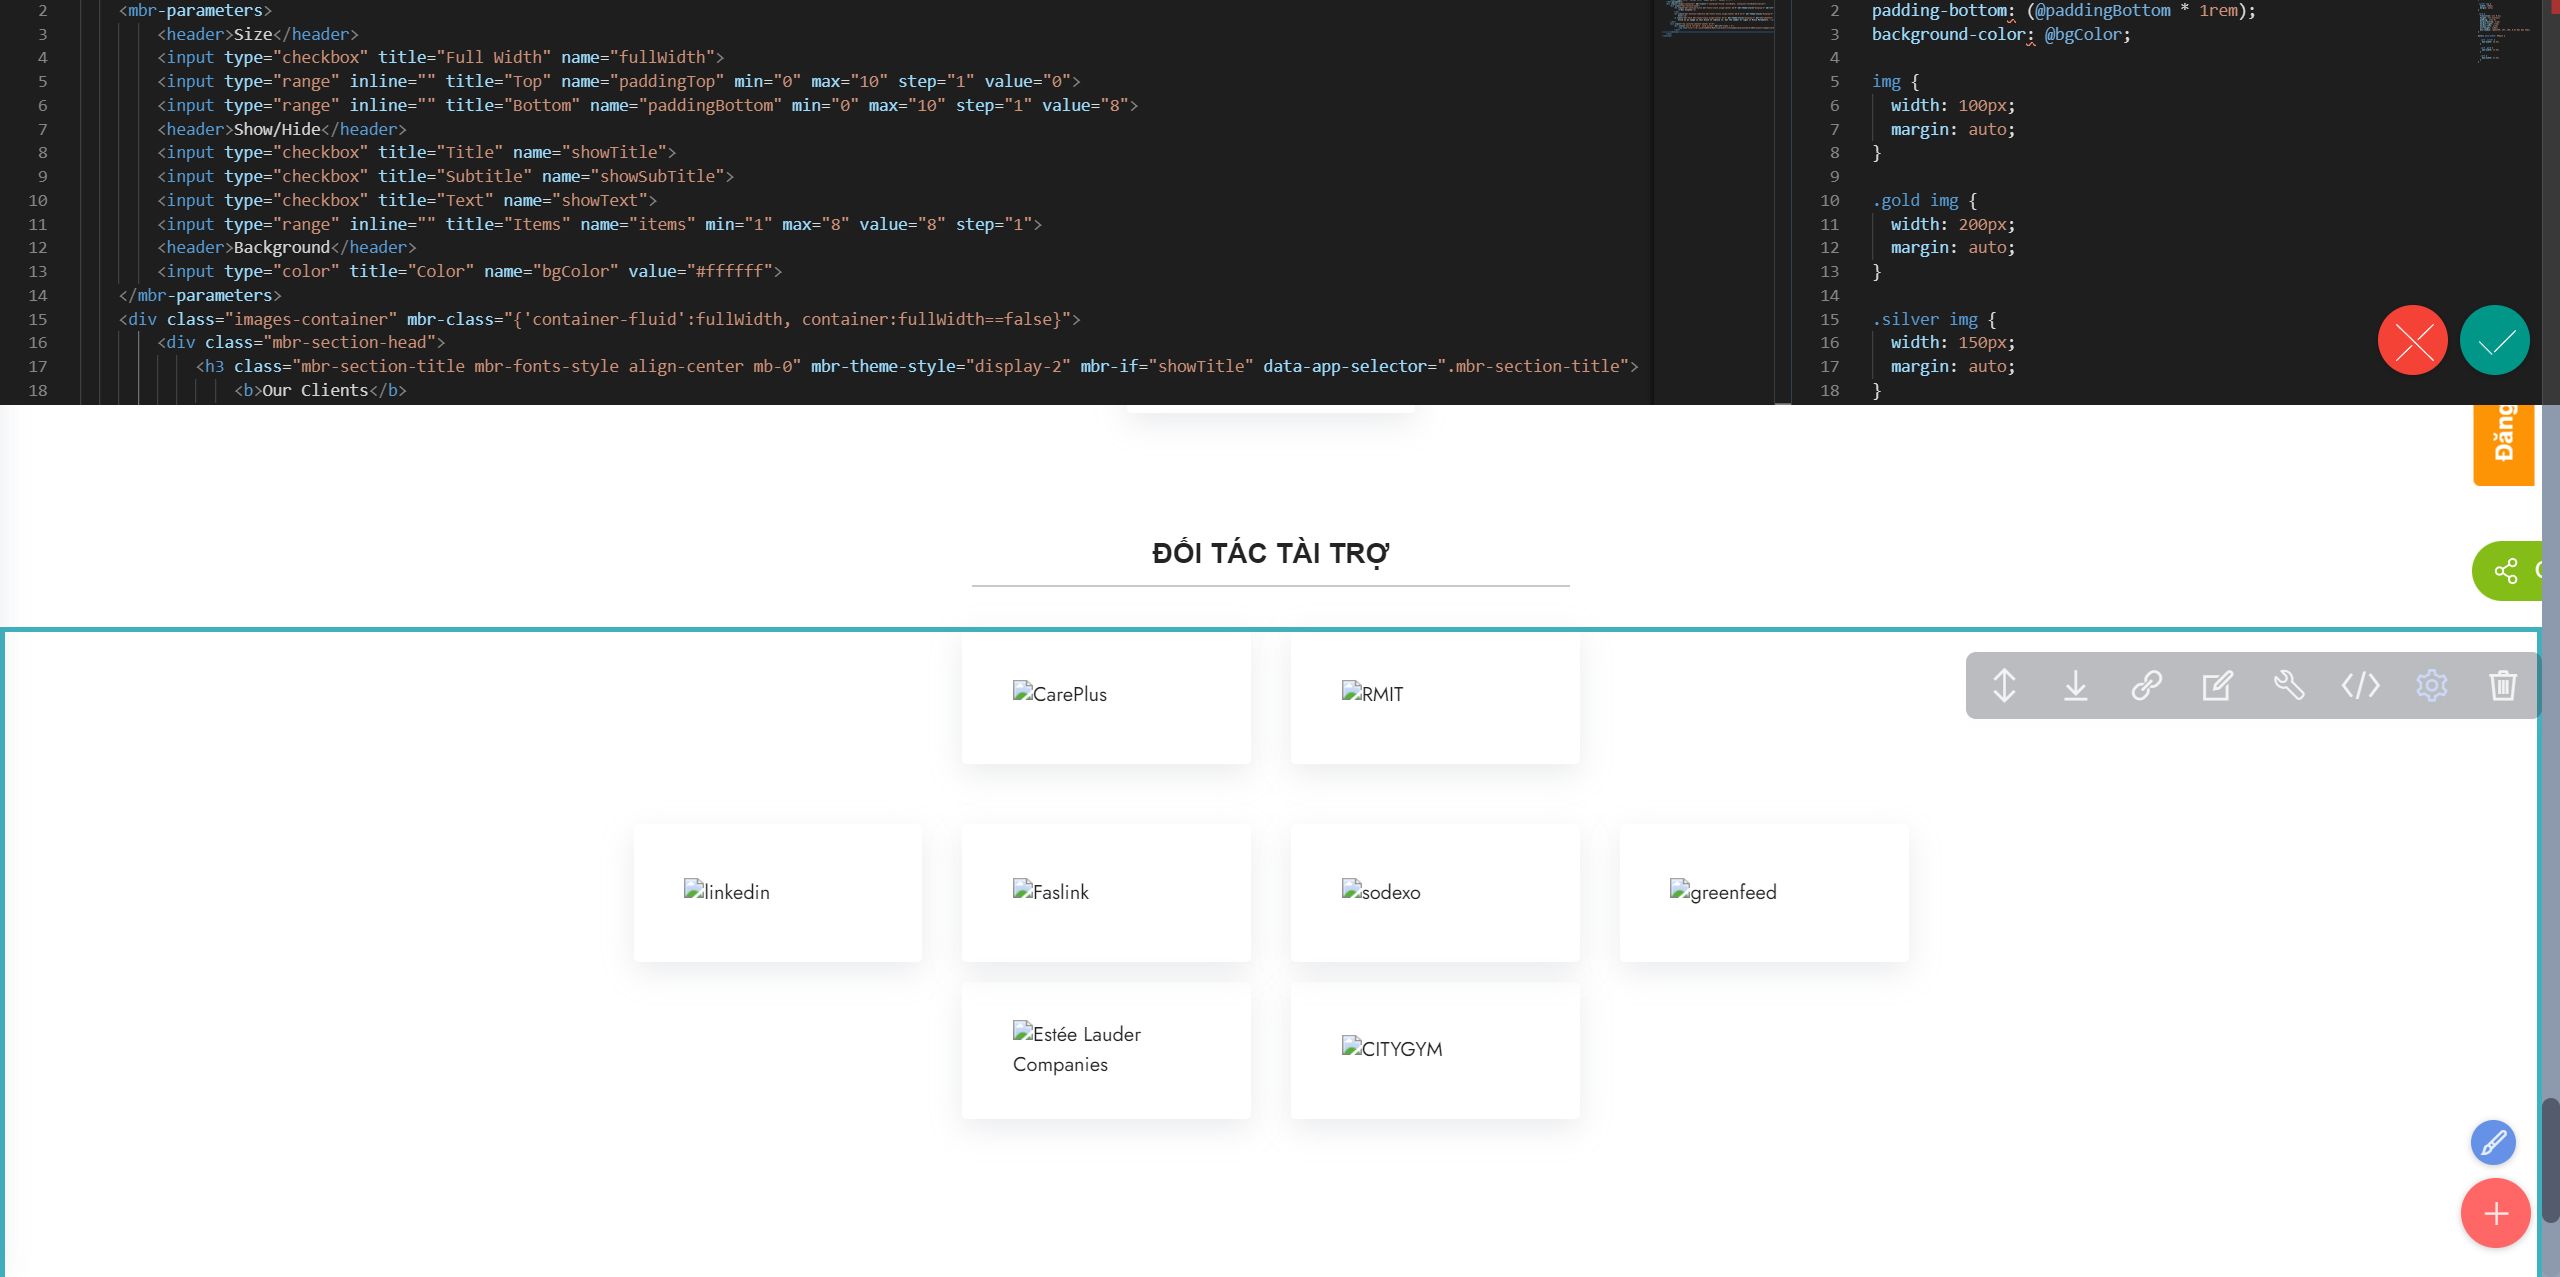 2 <mbr-parameters>
3 <header>Size</header>
4 <input type="checkbox" title="Full Width" name="fullWidth">
5 <input type="range" inline="" title="Top" name="paddingTop" min="0" max="10" step="1" value="0">
6 <input type="range" inline="" title="Bottom" name="paddingBottom" min="0" max="10" step="1" value="8">
7 <header>Show/Hide</header>
8 <input type="checkbox" title="Title" name="showTitle">
9 <input type="checkbox" title="Subtitle" name="showSubTitle">
10 <input type="checkbox" title="Text" name="showText">
11 <input type="range" inline="" title="Items" name="items" min="1" max="8" value="8" step="1">
12 <header>Background</header>
13 <input type="color" title="Color" name="bgColor" value="#ffffff">
14 </mbr-parameters>
15 <div class="images-container" mbr-class="{'container-fluid':fullWidth, container:fullWidth==false}">
16 <div class="mbr-section-head">
17 <h3 class="mbr-section-title mbr-fonts-style align-center mb-0" mbr-theme-style="display-2" mbr-if="showTitle" data-app-selector=".mbr-section-title">
18 <b>Our Clients</b>
2 padding-bottom: (@paddingBottom * 1rem);
3 background-color: @bgColor;
4
5 img {
6 width: 100px;
7 margin: auto;
8 }
9
10 .gold img {
11 width: 200px;
12 margin: auto;
13 }
14
15 .silver img {
16 width: 150px;
17 margin: auto;
18 }
Đăng
ĐỐI TÁC TÀI TRỢ
CarePlus
RMIT
linkedin
Faslink
sodexo
greenfeed
Estée Lauder
Companies
CITYGYM